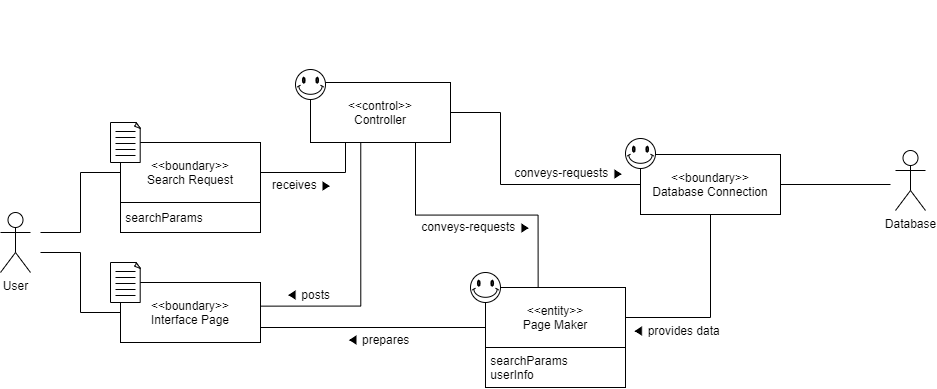 <<control>>
Controller
<<boundary>>
Search Request
searchParams
receives
conveys-requests
<<boundary>>
Database Connection
Database
conveys-requests
User
<<boundary>>
Interface Page
posts
<<entity>>
Page Maker
searchParams
userInfo
prepares
provides data